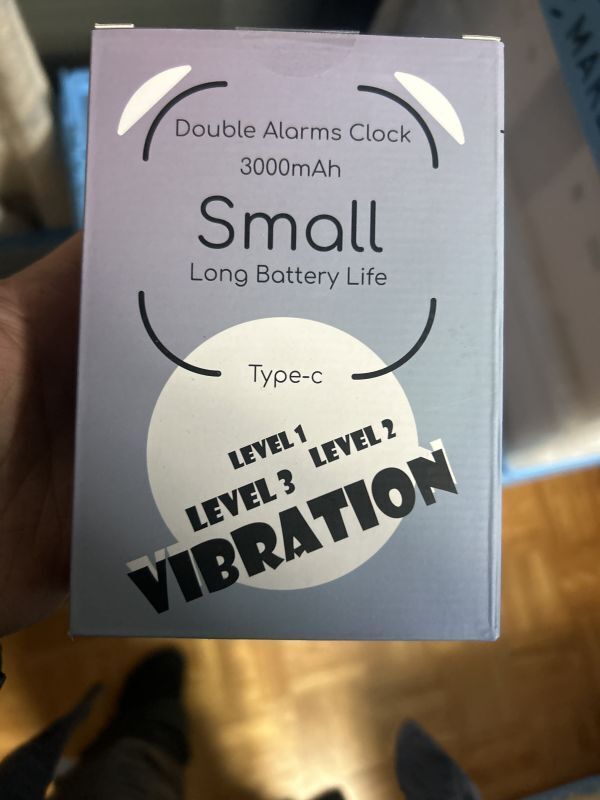 Double Alarms Clock
3000mAh
Small
Long Battery Life
Type-c
LEVEL 1
LEVEL 2
LEVEL 3
VIBRATION